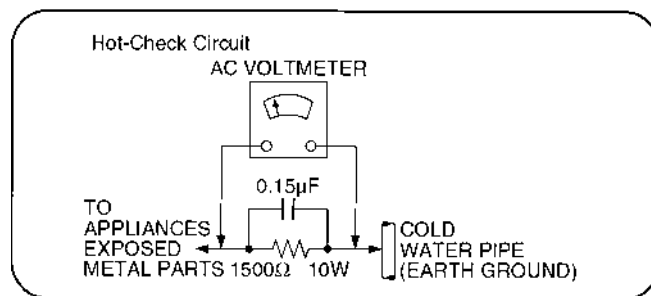 Hot-Check Circuit
AC VOLTMETER
0.15μF
TO
APPLIANCES
EXPOSED
METAL PARTS
1500Ω
10W
COLD
WATER PIPE
(EARTH GROUND)